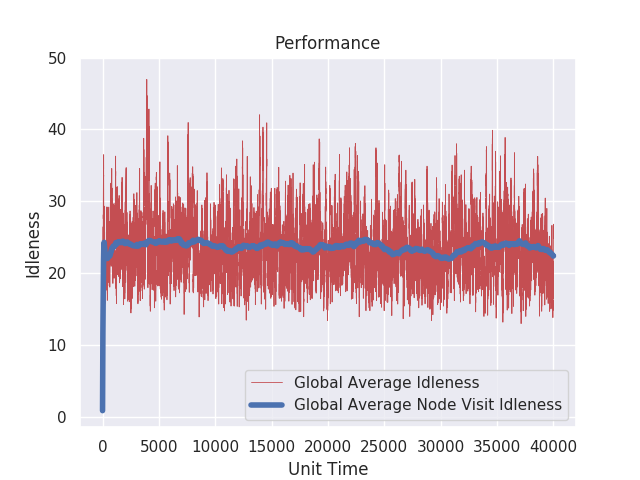 Performance
50
40
30
20
10
0
Idleness
Global Average Idleness
Global Average Node Visit Idleness
0 5000 10000 15000 20000 25000 30000 35000 40000
Unit Time